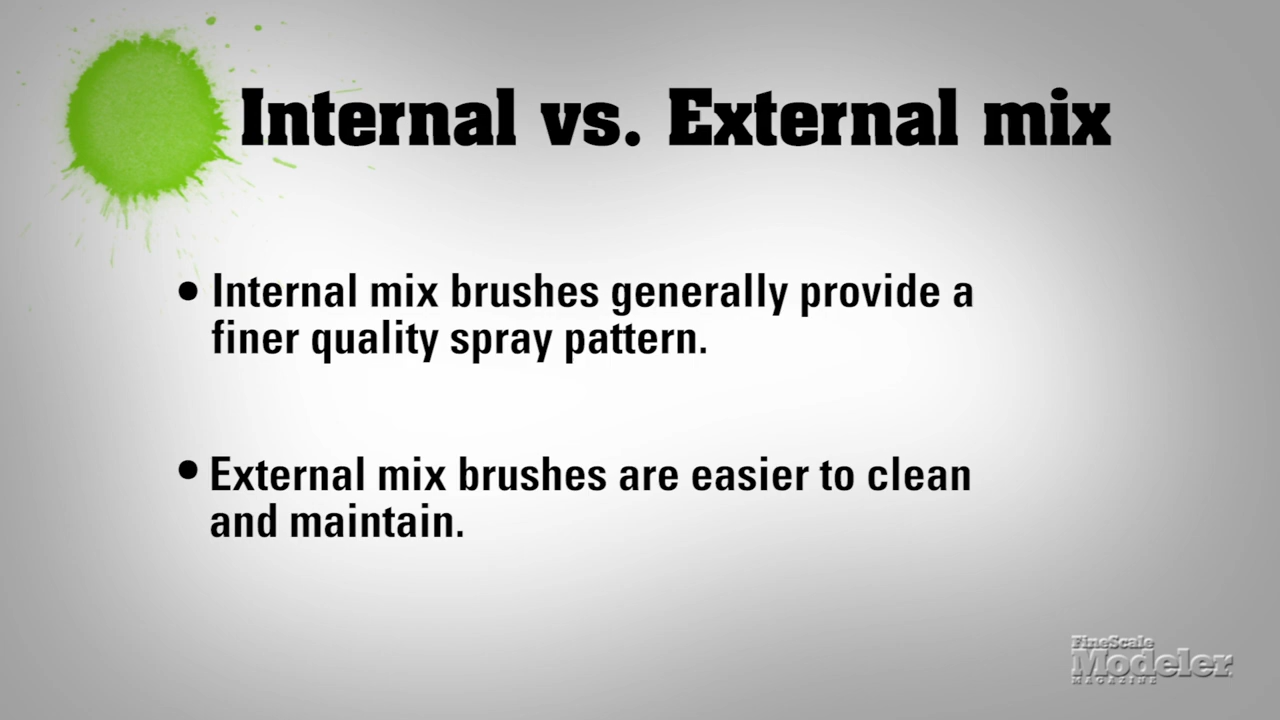 Internal vs. External mix
• Internal mix brushes generally provide a
finer quality spray pattern.
• External mix brushes are easier to clean
and maintain.
FineScale
Modeler
MAGAZINE